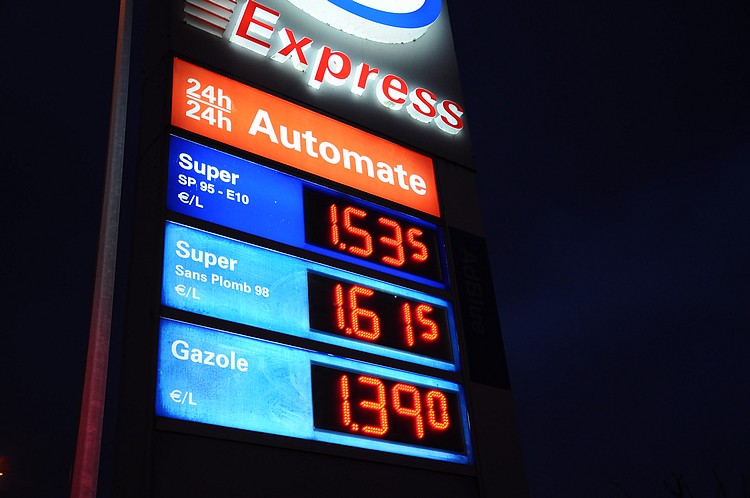 Express
24h
24h
Automate
Super
SP 95 - E10
€/L
1.535
Super
Sans Plomb 98
€/L
1.615
Gazole
€/L
1.390
AdBlue